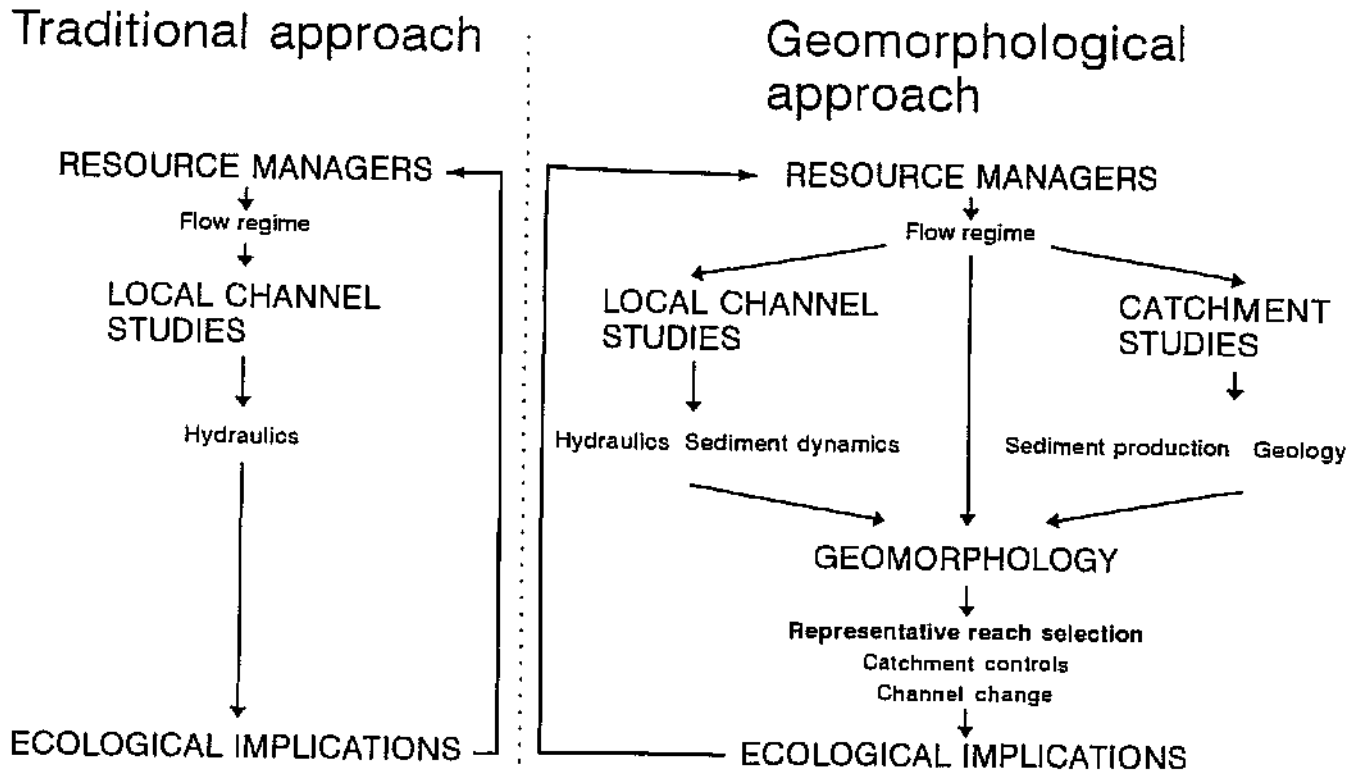 Traditional approach
RESOURCE MANAGERS
Flow regime
LOCAL CHANNEL
STUDIES
Hydraulics
ECOLOGICAL IMPLICATIONS
Geomorphological
approach
RESOURCE MANAGERS
Flow regime
LOCAL CHANNEL
STUDIES
CATCHMENT
STUDIES
Hydraulics Sediment dynamics
Sediment production Geology
GEOMORPHOLOGY
Representative reach selection
Catchment controls
Channel change
ECOLOGICAL IMPLICATIONS